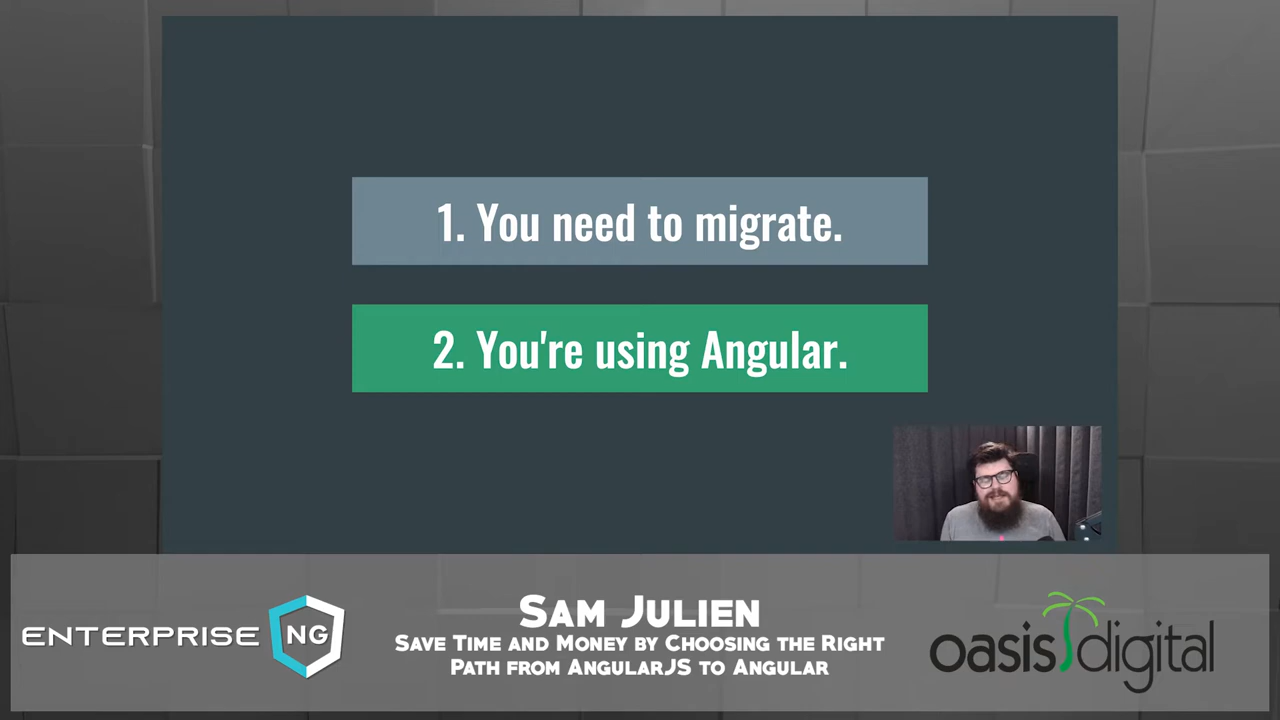 1. You need to migrate.
2. You're using Angular.
ENTERPRISE NG
SAM JULIEN
SAVE TIME AND MONEY BY CHOOSING THE RIGHT
PATH FROM ANGULARJS TO ANGULAR
oasis digital